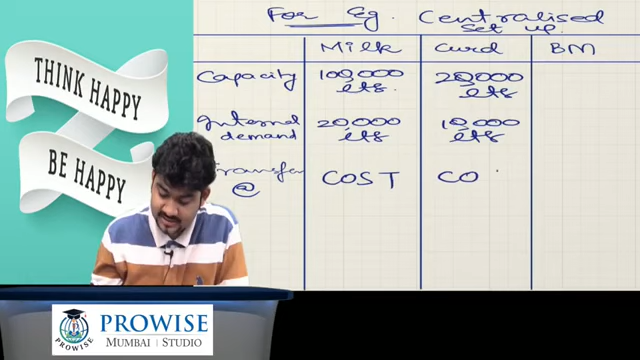 For Eg. Centralised
Set up.
Milk Curd BM
Capacity 100,000 20,000
lts. lts
Internal 20,000 10,000
demand lts lts
Transfer COST CO
@
THINK HAPPY
BE HAPPY
PROWISE
PROWISE
MUMBAI | STUDIO